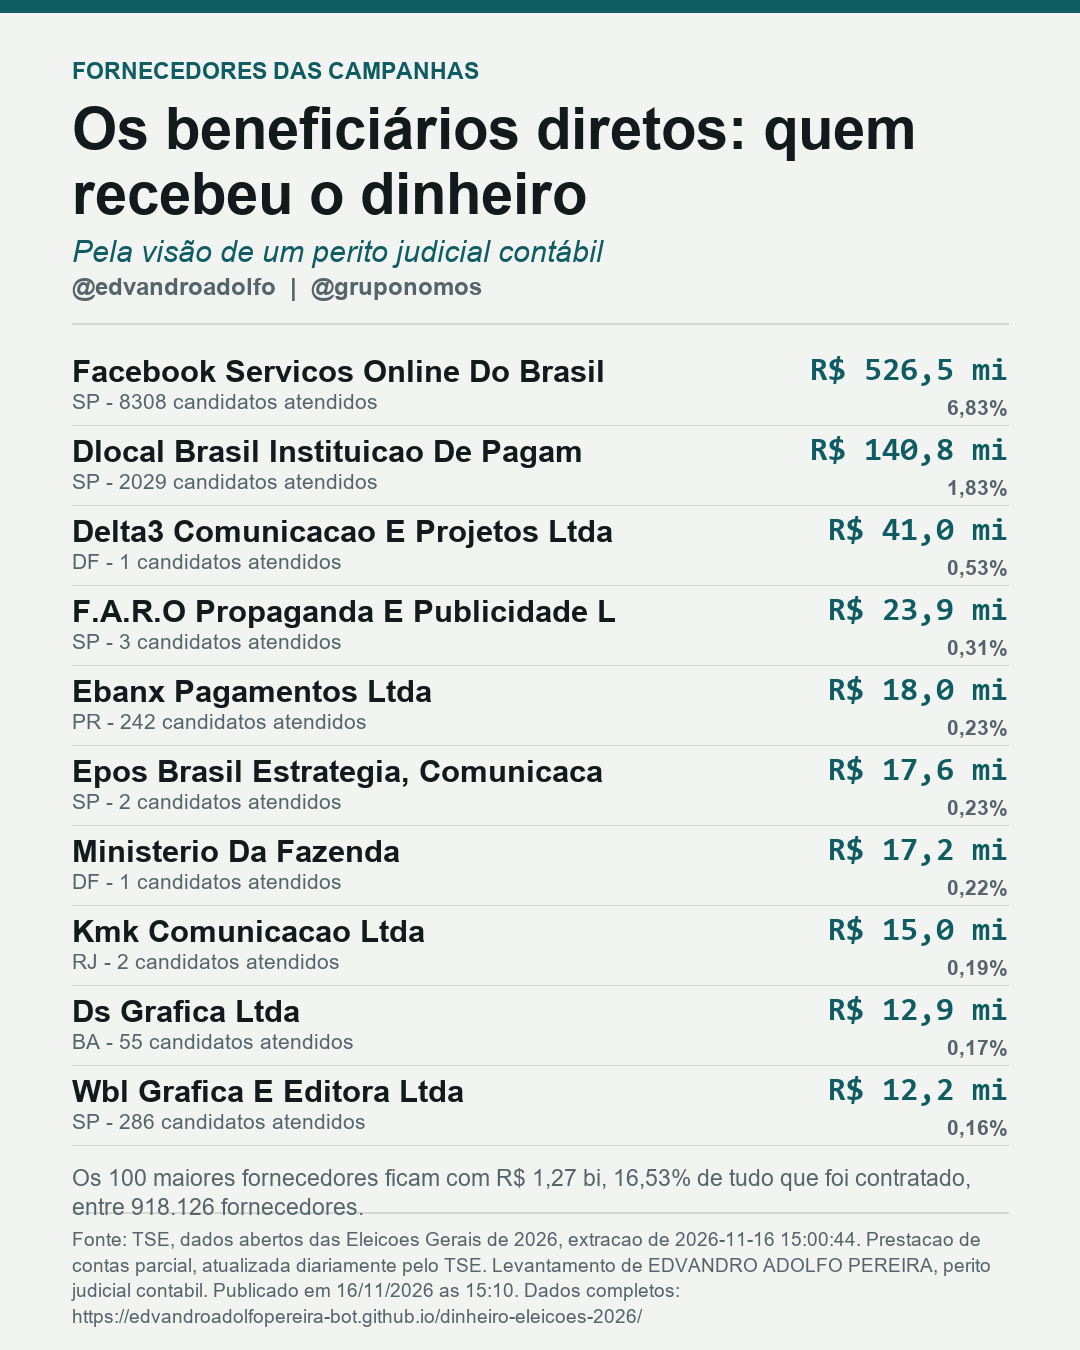 FORNECEDORES DAS CAMPANHAS
Os beneficiários diretos: quem
recebeu o dinheiro
Pela visão de um perito judicial contábil
@edvandroadolfo | @gruponomos
Facebook Servicos Online Do Brasil
R$ 526,5 mi
SP - 8308 candidatos atendidos
6,83%
Dlocal Brasil Instituicao De Pagam
R$ 140,8 mi
SP - 2029 candidatos atendidos
1,83%
Delta3 Comunicacao E Projetos Ltda
R$ 41,0 mi
DF - 1 candidatos atendidos
0,53%
F.A.R.O Propaganda E Publicidade L
R$ 23,9 mi
SP - 3 candidatos atendidos
0,31%
Ebanx Pagamentos Ltda
R$ 18,0 mi
PR - 242 candidatos atendidos
0,23%
Epos Brasil Estrategia, Comunicaca
R$ 17,6 mi
SP - 2 candidatos atendidos
0,23%
Ministerio Da Fazenda
R$ 17,2 mi
DF - 1 candidatos atendidos
0,22%
Kmk Comunicacao Ltda
R$ 15,0 mi
RJ - 2 candidatos atendidos
0,19%
Ds Grafica Ltda
R$ 12,9 mi
BA - 55 candidatos atendidos
0,17%
Wbl Grafica E Editora Ltda
R$ 12,2 mi
SP - 286 candidatos atendidos
0,16%
Os 100 maiores fornecedores ficam com R$ 1,27 bi, 16,53% de tudo que foi contratado,
entre 918.126 fornecedores.
Fonte: TSE, dados abertos das Eleicoes Gerais de 2026, extracao de 2026-11-16 15:00:44. Prestacao de
contas parcial, atualizada diariamente pelo TSE. Levantamento de EDVANDRO ADOLFO PEREIRA, perito
judicial contabil. Publicado em 16/11/2026 as 15:10. Dados completos:
https://edvandroadolfopereira-bot.github.io/dinheiro-eleicoes-2026/